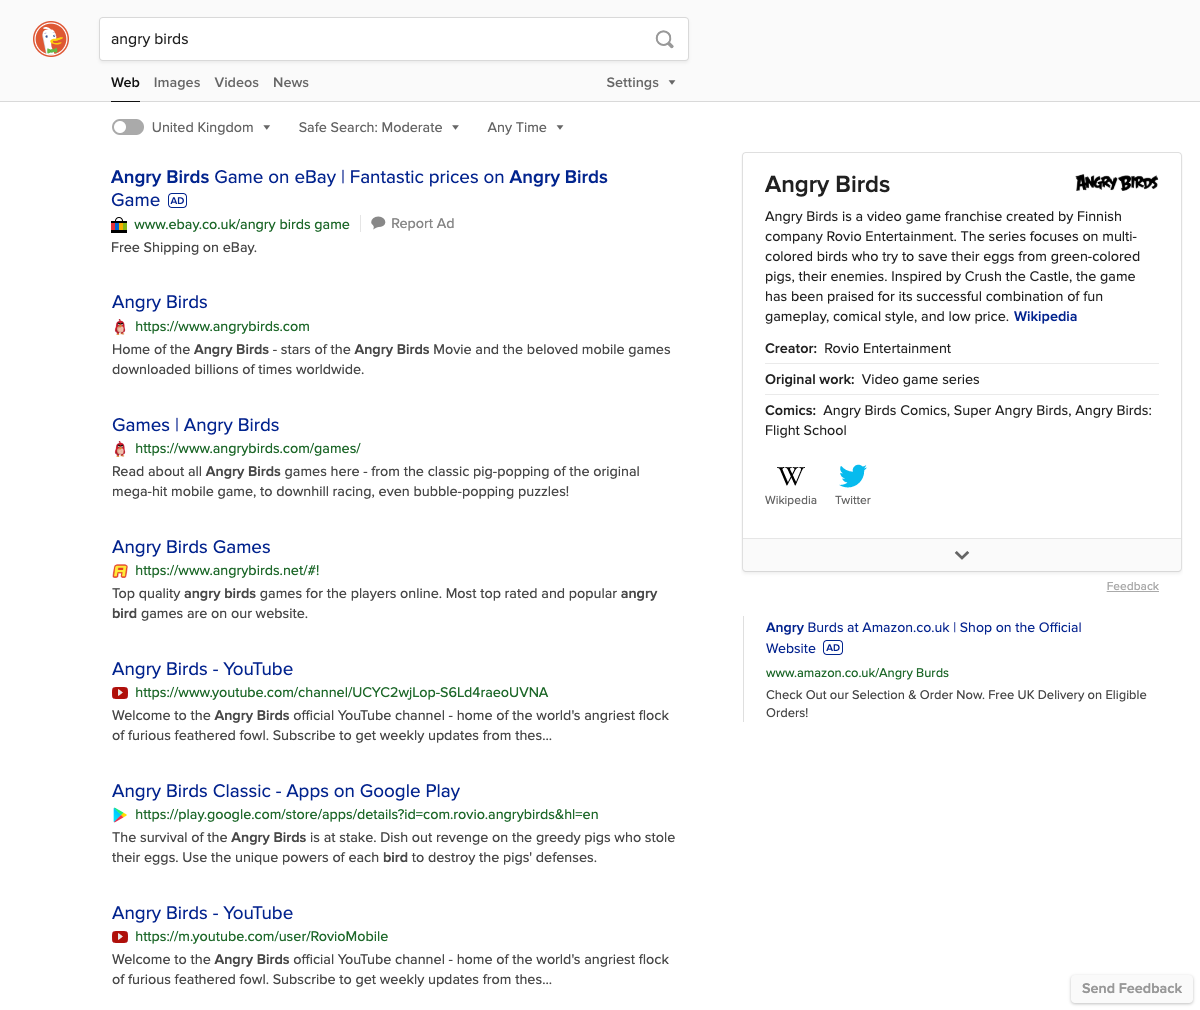 angry birds
Web Images Videos News Settings
United Kingdom Safe Search: Moderate Any Time
Angry Birds Game on eBay | Fantastic prices on Angry Birds
Game AD
www.ebay.co.uk/angry birds game Report Ad
Free Shipping on eBay.
Angry Birds
https://www.angrybirds.com
Home of the Angry Birds - stars of the Angry Birds Movie and the beloved mobile games
downloaded billions of times worldwide.
Games | Angry Birds
https://www.angrybirds.com/games/
Read about all Angry Birds games here - from the classic pig-popping of the original
mega-hit mobile game, to downhill racing, even bubble-popping puzzles!
Angry Birds Games
https://www.angrybirds.net/#!
Top quality angry birds games for the players online. Most top rated and popular angry
bird games are on our website.
Angry Birds - YouTube
https://www.youtube.com/channel/UCYC2wjLop-S6Ld4raeoUVNA
Welcome to the Angry Birds official YouTube channel - home of the world's angriest flock
of furious feathered fowl. Subscribe to get weekly updates from thes...
Angry Birds Classic - Apps on Google Play
https://play.google.com/store/apps/details?id=com.rovio.angrybirds&hl=en
The survival of the Angry Birds is at stake. Dish out revenge on the greedy pigs who stole
their eggs. Use the unique powers of each bird to destroy the pigs' defenses.
Angry Birds - YouTube
https://m.youtube.com/user/RovioMobile
Welcome to the Angry Birds official YouTube channel - home of the world's angriest flock
of furious feathered fowl. Subscribe to get weekly updates from thes...
Angry Birds ANGRY BIRDS
Angry Birds is a video game franchise created by Finnish
company Rovio Entertainment. The series focuses on multi-
colored birds who try to save their eggs from green-colored
pigs, their enemies. Inspired by Crush the Castle, the game
has been praised for its successful combination of fun
gameplay, comical style, and low price. Wikipedia
Creator: Rovio Entertainment
Original work: Video game series
Comics: Angry Birds Comics, Super Angry Birds, Angry Birds:
Flight School
W
Wikipedia Twitter
Feedback
Angry Burds at Amazon.co.uk | Shop on the Official
Website AD
www.amazon.co.uk/Angry Burds
Check Out our Selection & Order Now. Free UK Delivery on Eligible
Orders!
Send Feedback